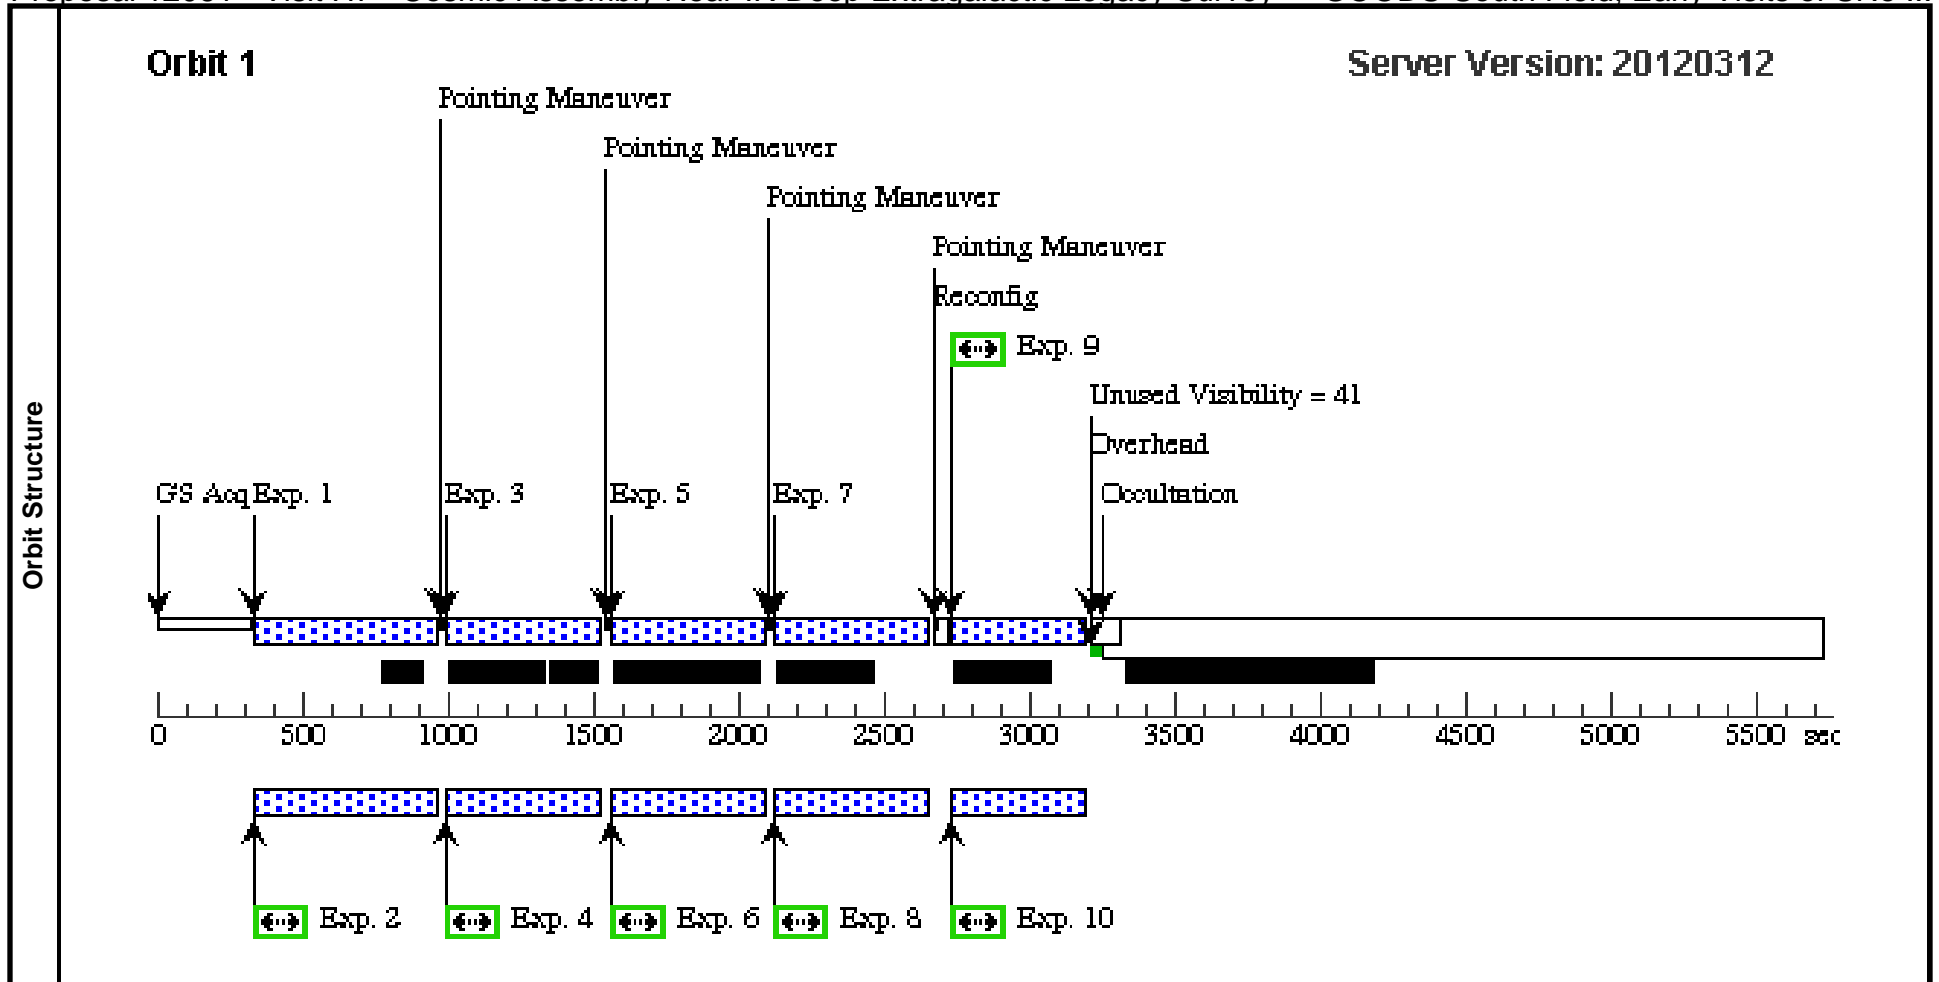 Orbit 1
Server Version: 20120312
Pointing Maneuver
Pointing Maneuver
Pointing Maneuver
Pointing Maneuver
Reconfig
Exp. 9
Unused Visibility = 41
Overhead
GS Acq Exp. 1 Exp. 3 Exp. 5 Exp. 7 Occultation
Orbit Structure
0 500 1000 1500 2000 2500 3000 3500 4000 4500 5000 5500 sec
Exp. 2 Exp. 4 Exp. 6 Exp. 8 Exp. 10